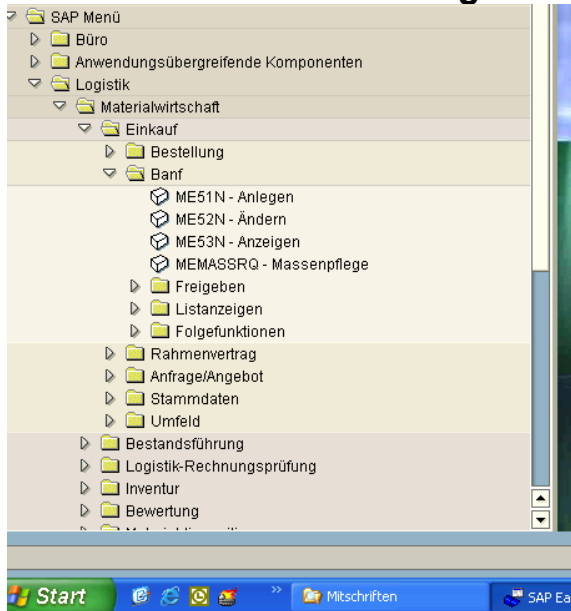 SAP Menü
Büro
Anwendungsübergreifende Komponenten
Logistik
Materialwirtschaft
Einkauf
Bestellung
Banf
ME51N - Anlegen
ME52N - Ändern
ME53N - Anzeigen
MEMASSRQ - Massenpflege
Freigeben
Listanzeigen
Folgefunktionen
Rahmenvertrag
Anfrage/Angebot
Stammdaten
Umfeld
Bestandsführung
Logistik-Rechnungsprüfung
Inventur
Bewertung
Start
Mitschriften
SAP Ea